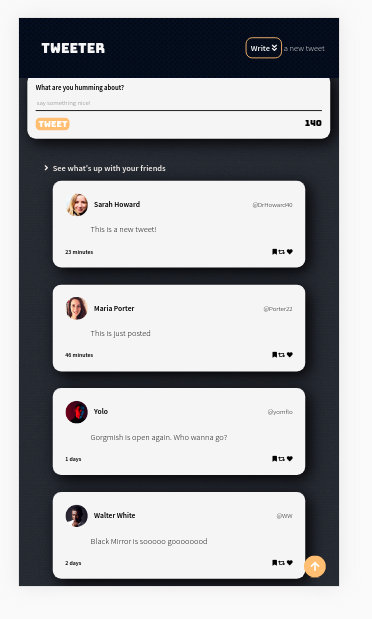 TWEETER
Write a new tweet
What are you humming about?
say something nice!
TWEET 140
See what's up with your friends
Sarah Howard @DrHoward40
This is a new tweet!
23 minutes
Maria Porter @Porter22
This is just posted
46 minutes
Yolo @yomflo
Gorgmish is open again. Who wanna go?
1 days
Walter White @WW
Black Mirror is sooooo goooooood
2 days